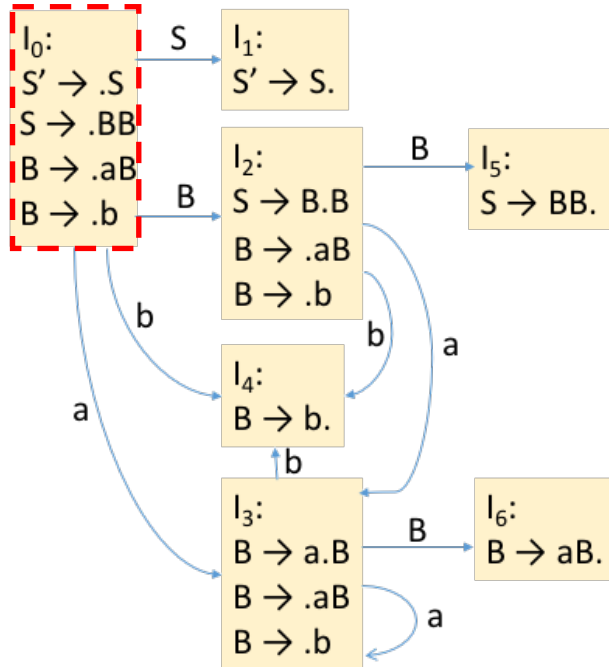 I₀:
S' → .S
S → .BB
B → .aB
B → .b
S
I₁:
S' → S.
B
I₂:
S → B.B
B → .aB
B → .b
B
I₅:
S → BB.
b
a
b
a
I₄:
B → b.
b
I₃:
B → a.B
B → .aB
B → .b
B
I₆:
B → aB.
a